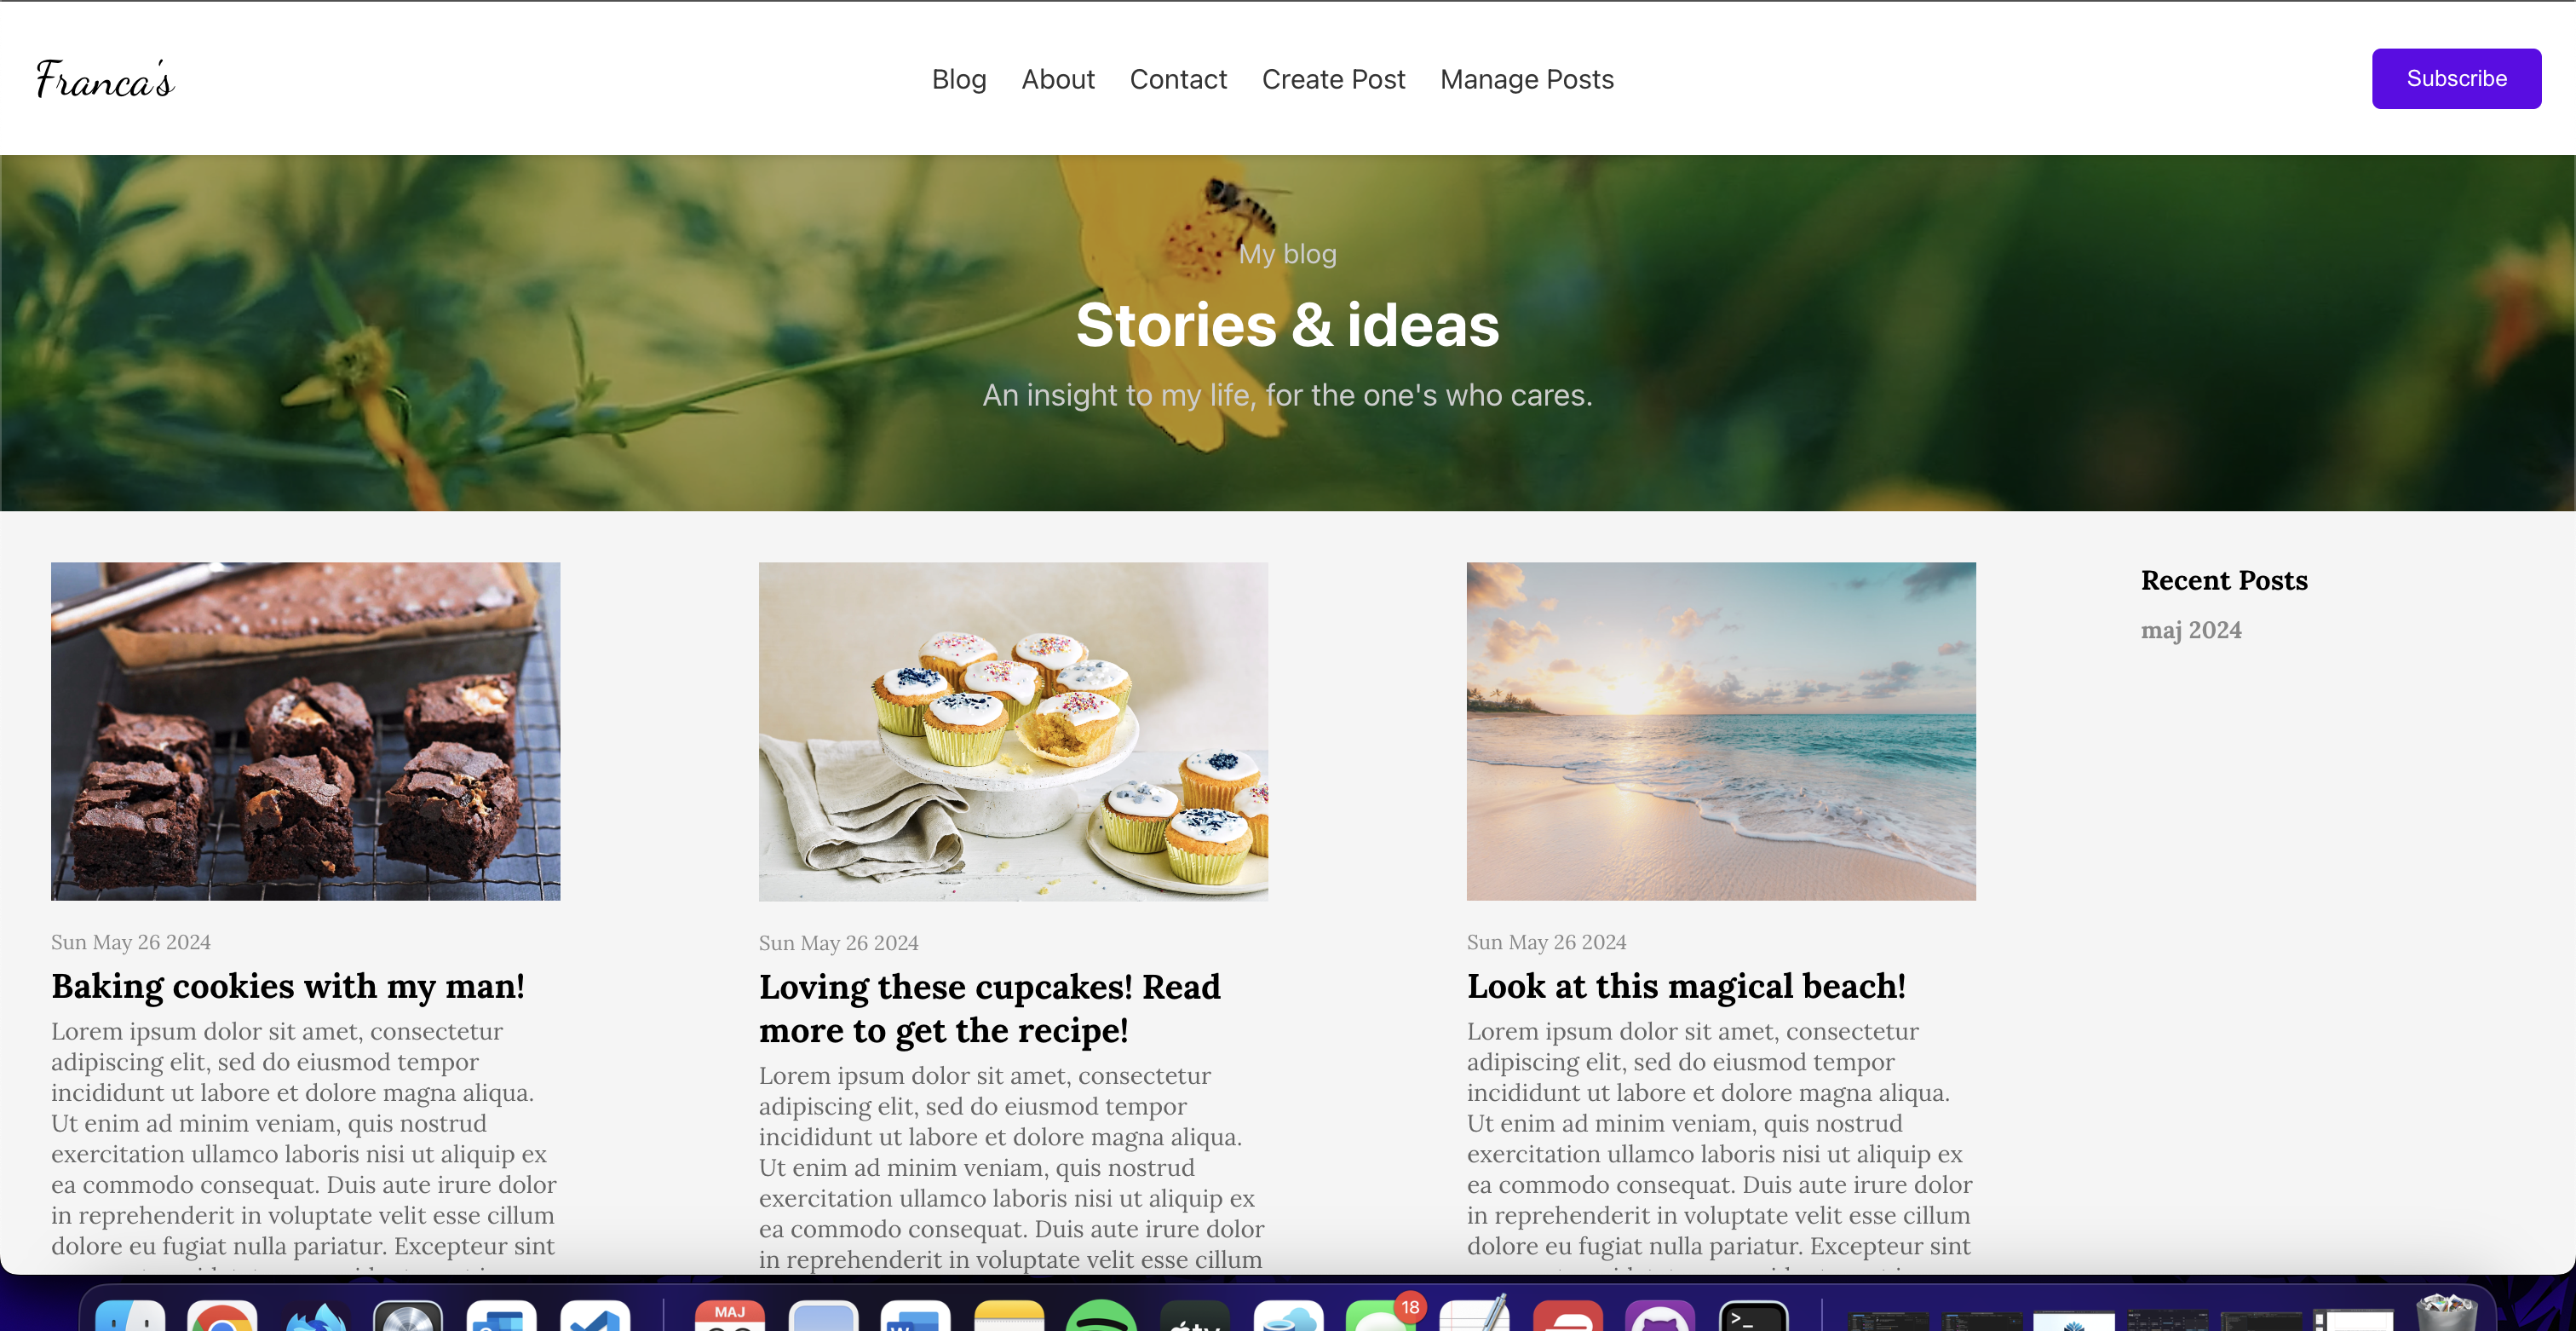 Franca's
Blog About Contact Create Post Manage Posts
Subscribe
My blog
Stories & ideas
An insight to my life, for the one's who cares.
Sun May 26 2024
Baking cookies with my man!
Lorem ipsum dolor sit amet, consectetur
adipiscing elit, sed do eiusmod tempor
incididunt ut labore et dolore magna aliqua.
Ut enim ad minim veniam, quis nostrud
exercitation ullamco laboris nisi ut aliquip ex
ea commodo consequat. Duis aute irure dolor
in reprehenderit in voluptate velit esse cillum
dolore eu fugiat nulla pariatur. Excepteur sint
Sun May 26 2024
Loving these cupcakes! Read
more to get the recipe!
Lorem ipsum dolor sit amet, consectetur
adipiscing elit, sed do eiusmod tempor
incididunt ut labore et dolore magna aliqua.
Ut enim ad minim veniam, quis nostrud
exercitation ullamco laboris nisi ut aliquip ex
ea commodo consequat. Duis aute irure dolor
in reprehenderit in voluptate velit esse cillum
Sun May 26 2024
Look at this magical beach!
Lorem ipsum dolor sit amet, consectetur
adipiscing elit, sed do eiusmod tempor
incididunt ut labore et dolore magna aliqua.
Ut enim ad minim veniam, quis nostrud
exercitation ullamco laboris nisi ut aliquip ex
ea commodo consequat. Duis aute irure dolor
in reprehenderit in voluptate velit esse cillum
dolore eu fugiat nulla pariatur. Excepteur sint
Recent Posts
maj 2024
MAJ
18